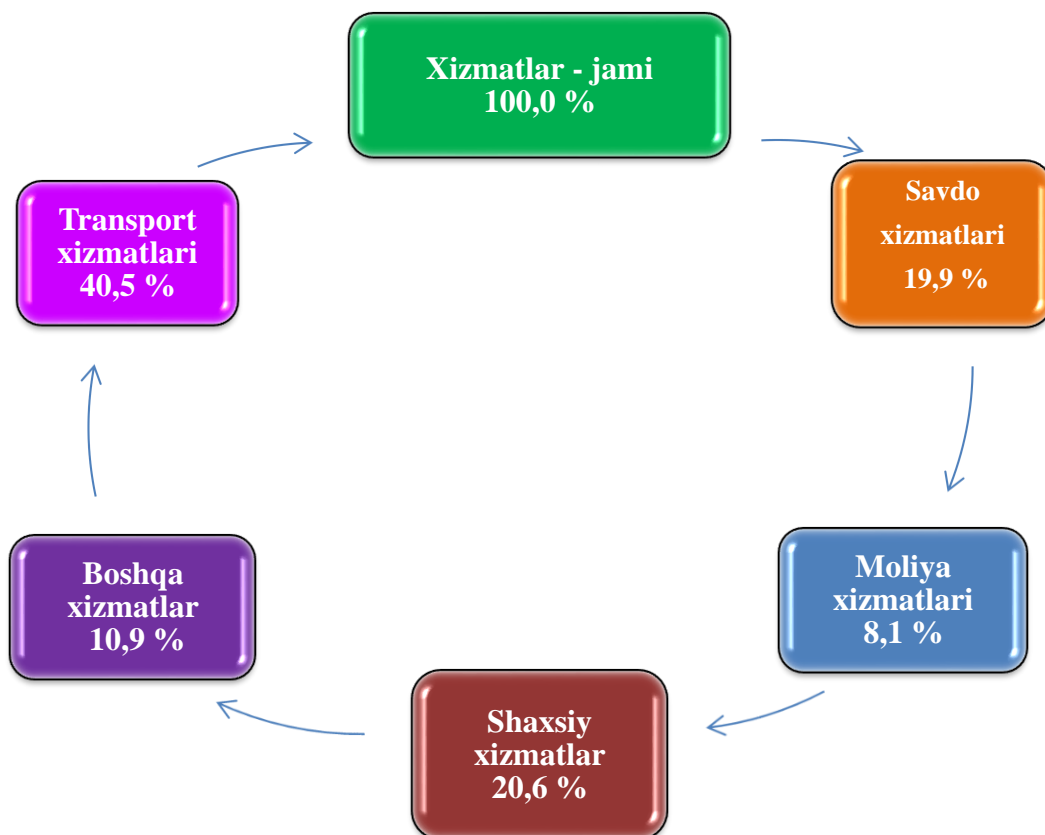 Xizmatlar - jami
100,0 %
Savdo
xizmatlari
19,9 %
Transport
xizmatlari
40,5 %
Moliya
xizmatlari
8,1 %
Boshqa
xizmatlar
10,9 %
Shaxsiy
xizmatlar
20,6 %